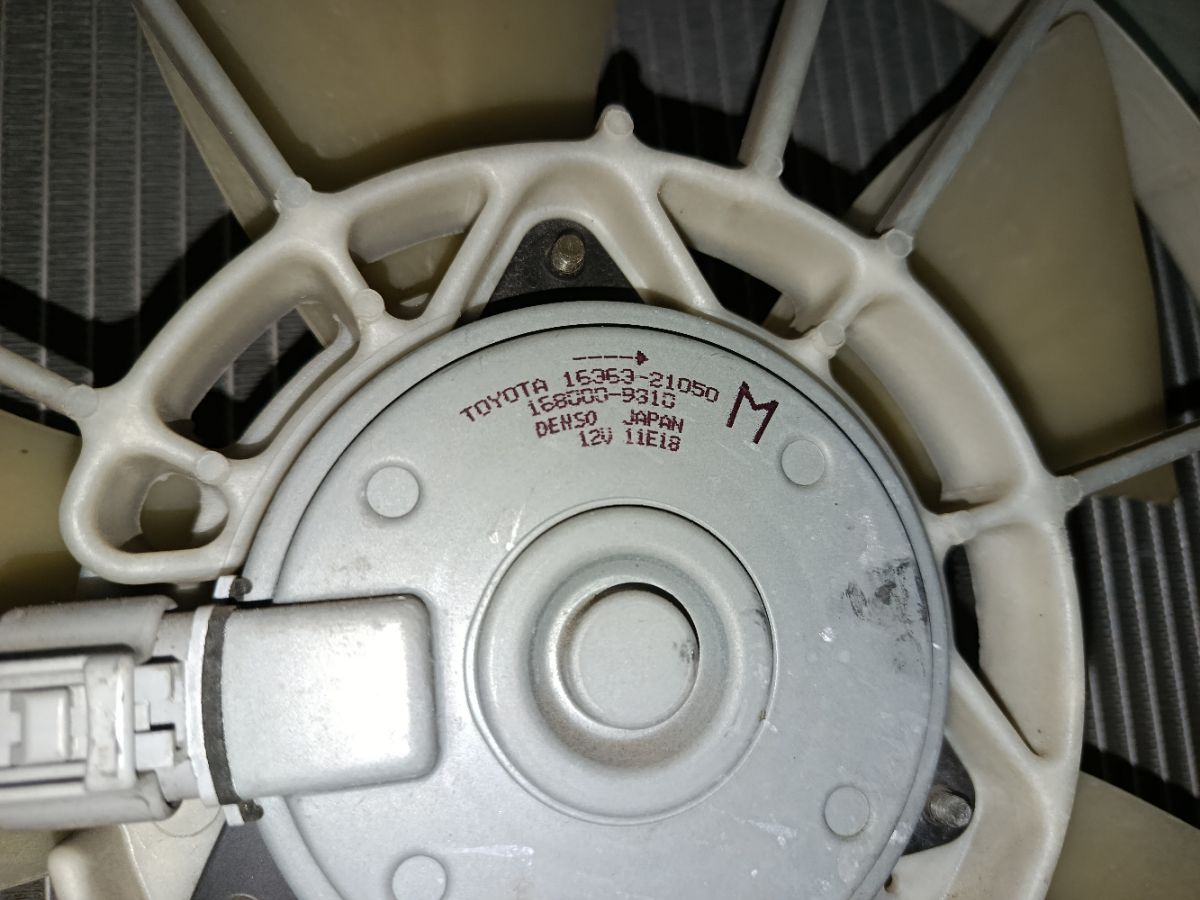 TOYOTA 16363-21050
168000-9310
DENSO JAPAN
12V 11E18
M